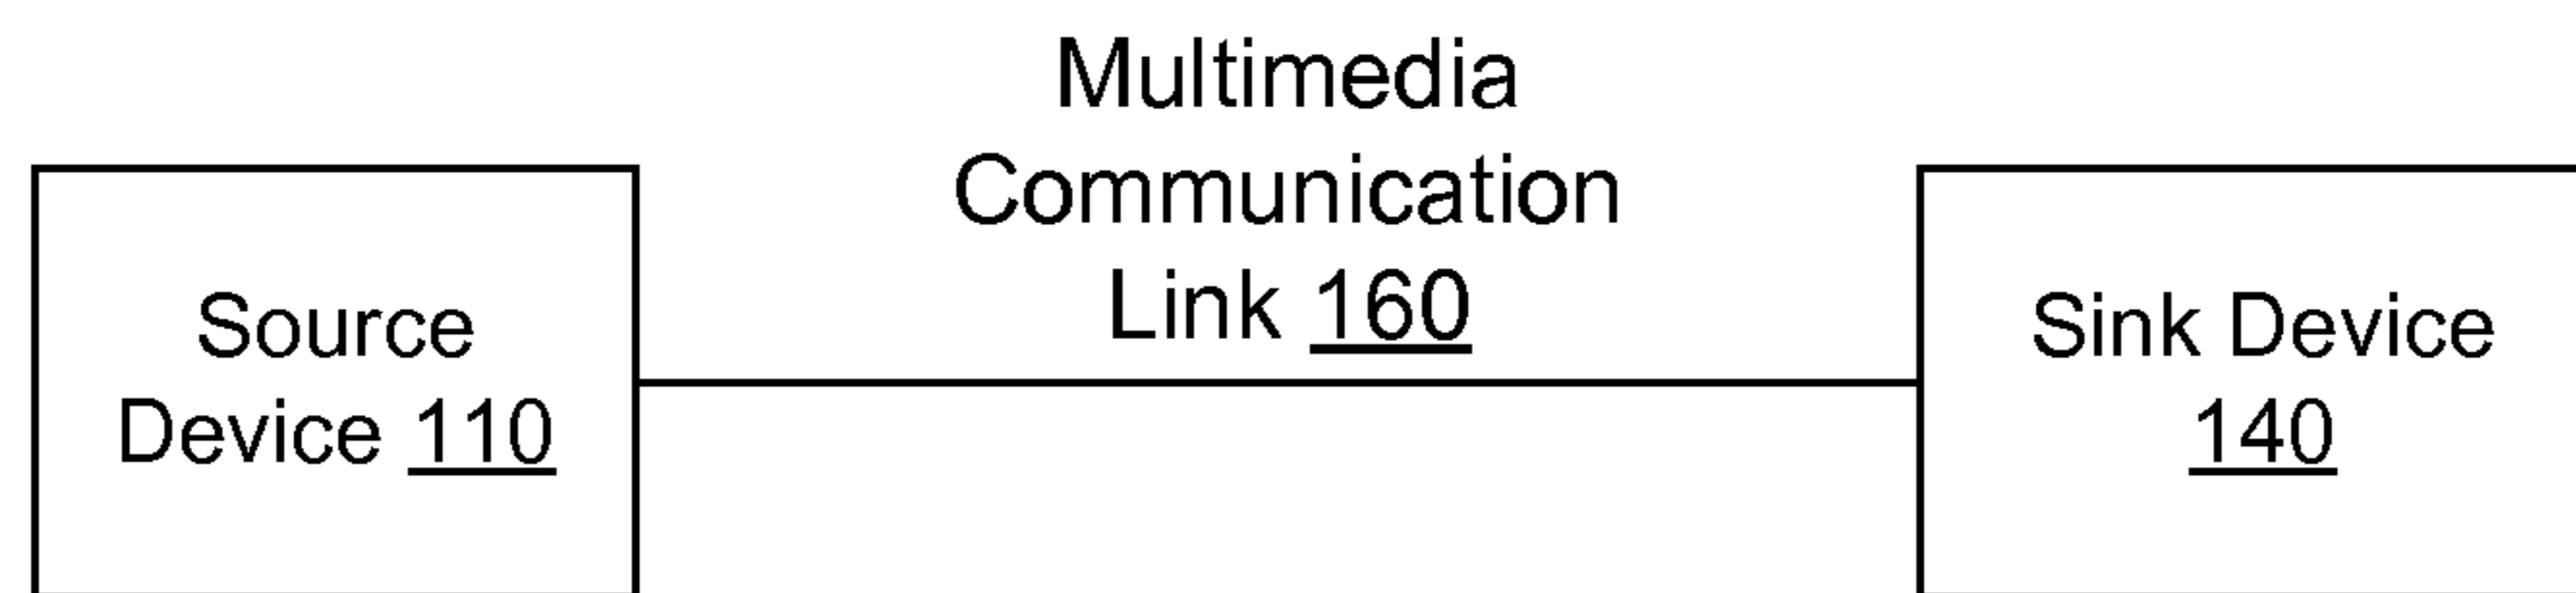 Multimedia
Communication
Link 160
Source
Device 110
Sink Device
140